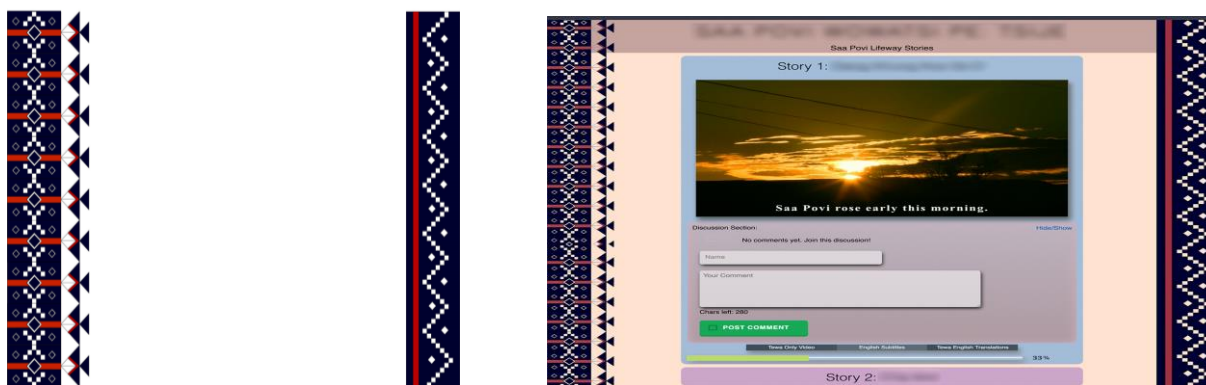 Saa Povi Lifeway Stories
Story 1:
Saa Povi rose early this morning.
Discussion Section: Hide/Show
No comments yet. Join this discussion!
Name
Your Comment
Chars left: 280
POST COMMENT
Towa Only Video English Subtitles Towa English Translations
33%
Story 2: